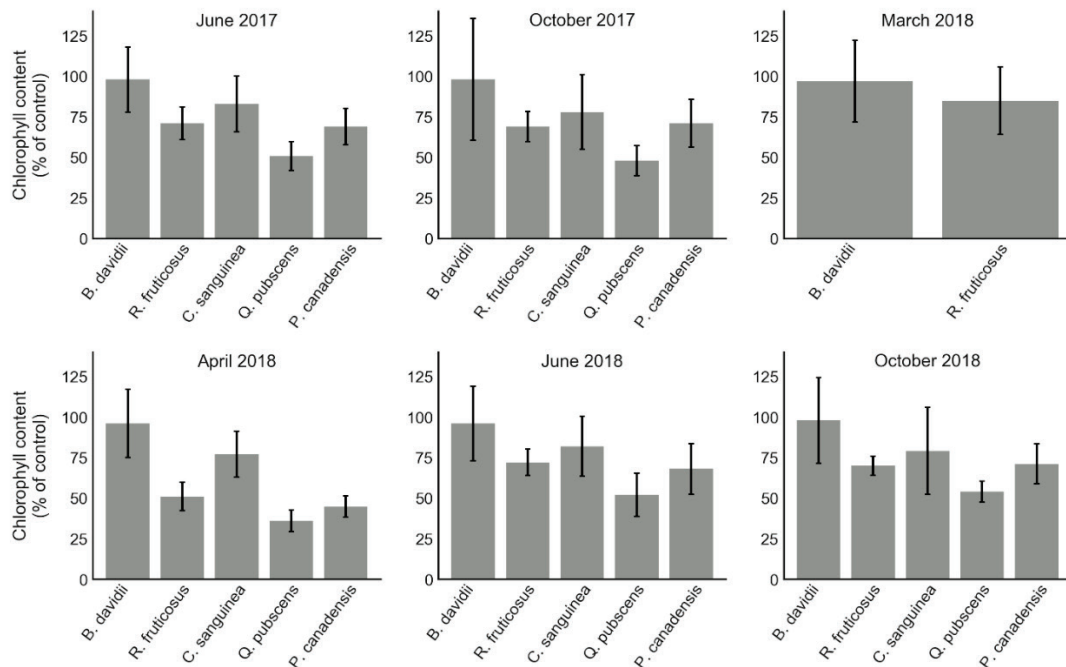 June 2017
Chlorophyll content
(% of control)
125
100
75
50
25
0
B. davidii
R. fruticosus
C. sanguinea
Q. pubscens
P. canadensis
October 2017
125
100
75
50
25
0
B. davidii
R. fruticosus
C. sanguinea
Q. pubscens
P. canadensis
March 2018
125
100
75
50
25
0
B. davidii
R. fruticosus
April 2018
Chlorophyll content
(% of control)
125
100
75
50
25
0
B. davidii
R. fruticosus
C. sanguinea
Q. pubscens
P. canadensis
June 2018
125
100
75
50
25
0
B. davidii
R. fruticosus
C. sanguinea
Q. pubscens
P. canadensis
October 2018
125
100
75
50
25
0
B. davidii
R. fruticosus
C. sanguinea
Q. pubscens
P. canadensis